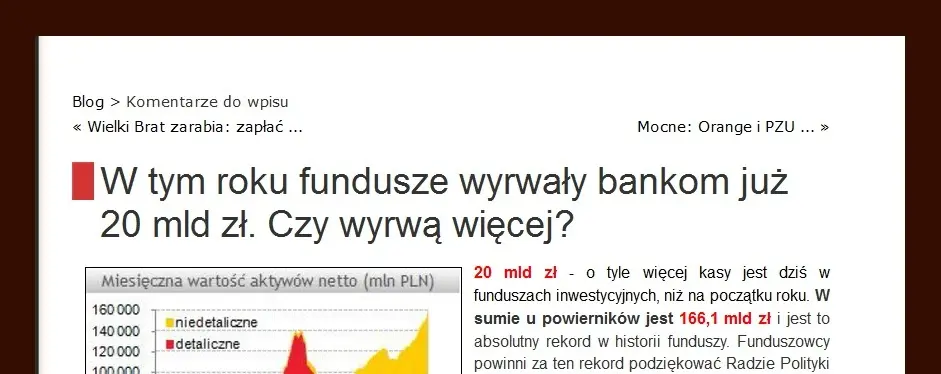 Blog > Komentarze do wpisu
« Wielki Brat zarabia: zapłać ...
Mocne: Orange i PZU ... »
W tym roku fundusze wyrwały bankom już
20 mld zł. Czy wyrwą więcej?
Miesięczna wartość aktywów netto (mln PLN)
160 000
140 000
120 000
100 000
niedetaliczne
detaliczne
20 mld zł - o tyle więcej kasy jest dziś w
funduszach inwestycyjnych, niż na początku roku. W
sumie u powierników jest 166,1 mld zł i jest to
absolutny rekord w historii funduszy. Funduszowcy
powinni za ten rekord podziękować Radzie Polityki